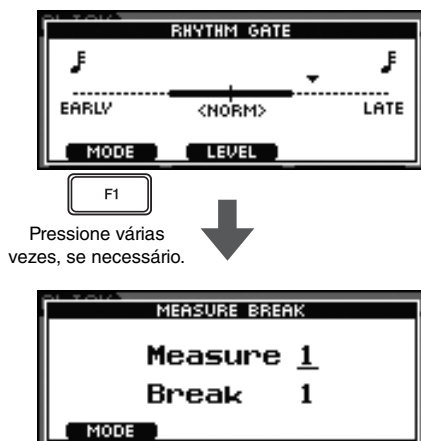 RHYTHM GATE
EARLY <NORM> LATE
MODE LEVEL
F1
Pressione várias
vezes, se necessário.
MEASURE BREAK
Measure 1
Break 1
MODE